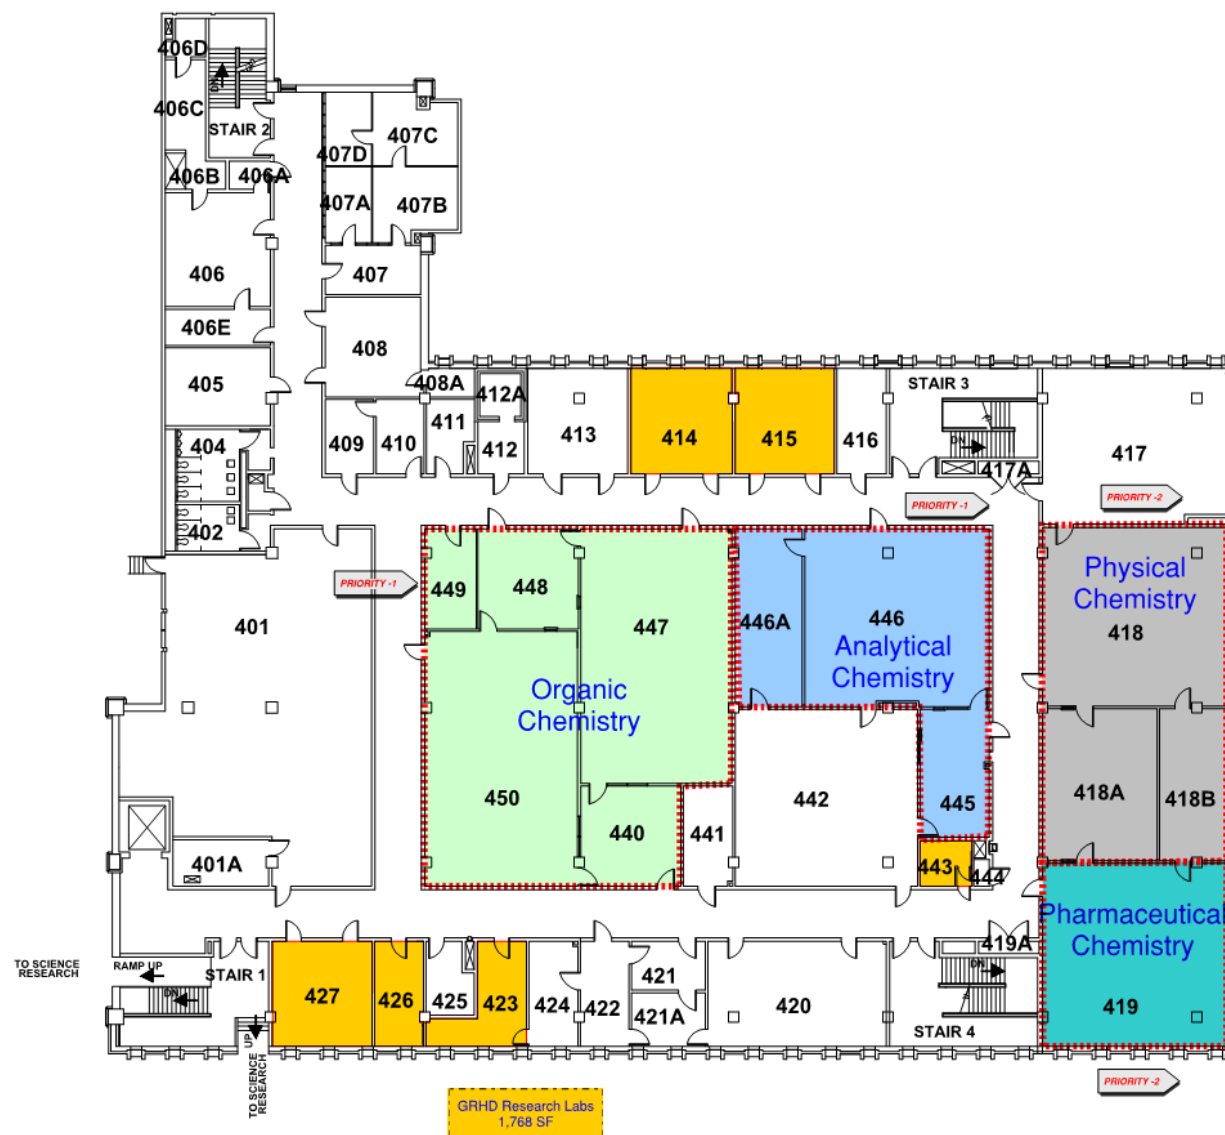 406D
UP
DN
406C
STAIR 2
407C
407D
406B
406A
407A
407B
406
407
406E
408
405
STAIR 3
408A
412A
404
411
409
410
412
413
414
415
416
DN
417A
417
402
PRIORITY -1
PRIORITY -2
PRIORITY -1
449
448
447
446A
446
Analytical
Chemistry
Physical
Chemistry
418
401
Organic
Chemistry
450
440
441
442
445
418A
418B
401A
443
444
Pharmaceutical
Chemistry
419
419A
TO SCIENCE
RESEARCH
RAMP UP
STAIR 1
DN
427
426
425
423
424
422
421
421A
420
DN
STAIR 4
UP
TO SCIENCE
RESEARCH
PRIORITY -2
GRHD Research Labs
1,768 SF